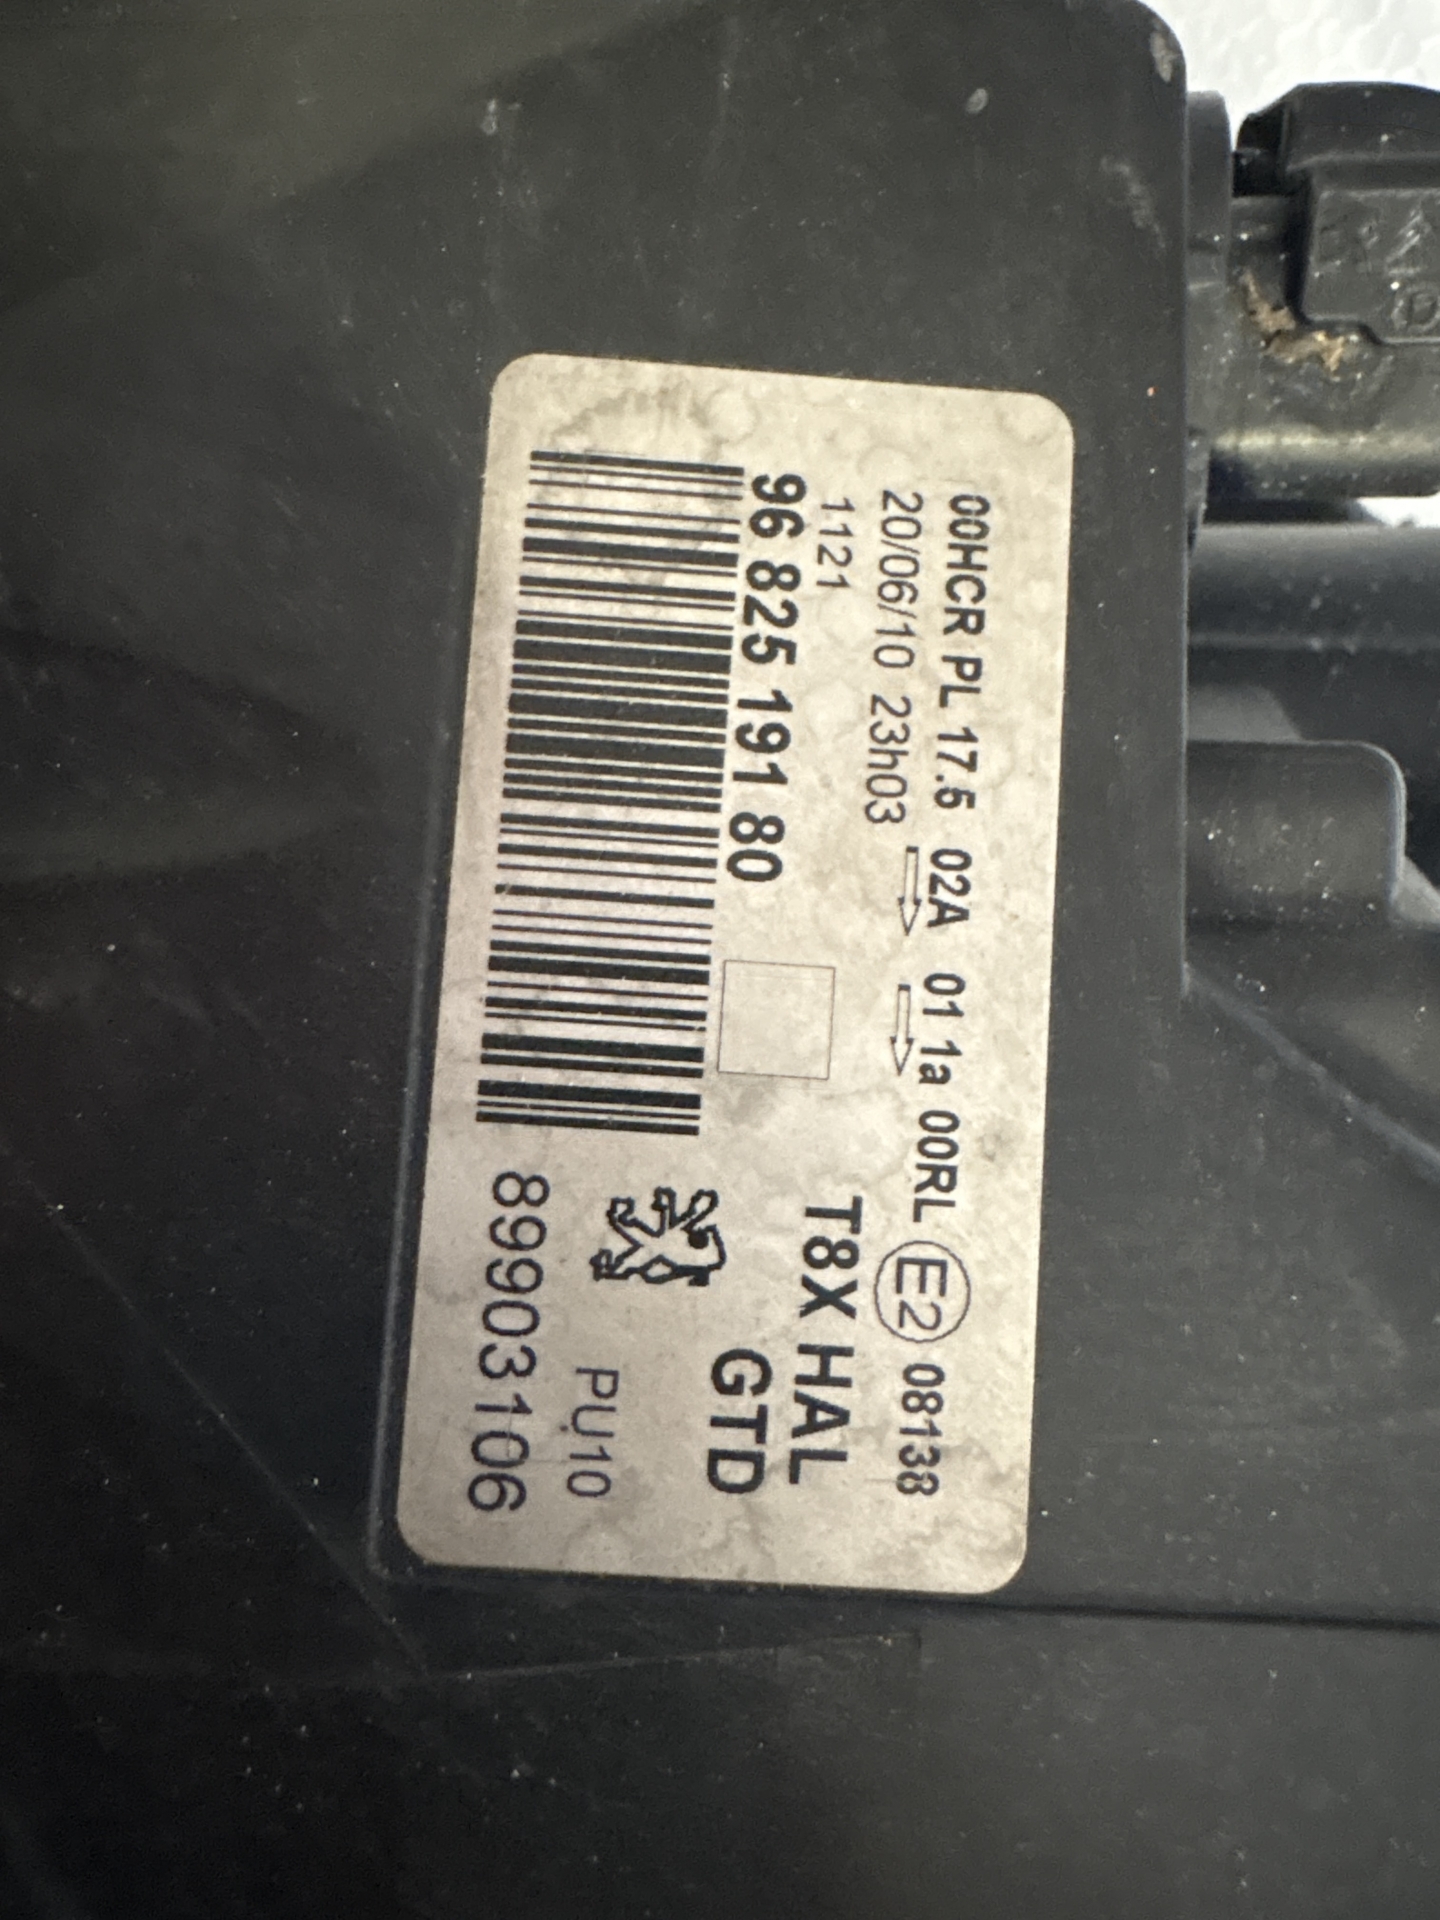 00HCR PL 17.5 02A 01 1a 00RL E2 08138
20/06/10 23h03
1121
T8X HAL
96 825 191 80
GTD
PU10
89903106